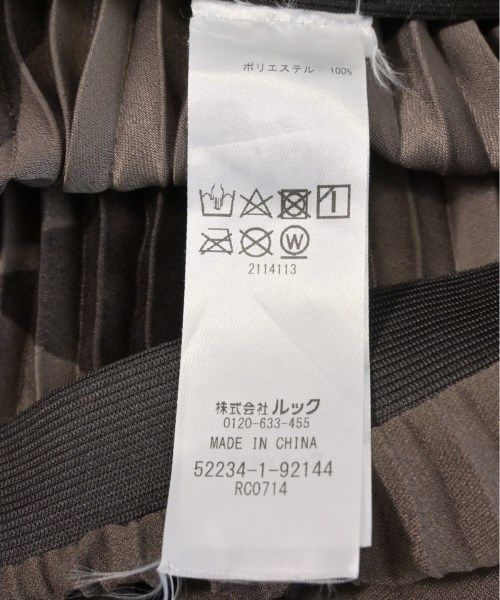 ポリエステル 100%
W
2114113
株式会社 ルック
0120-633-455
MADE IN CHINA
52234-1-92144
RC0714